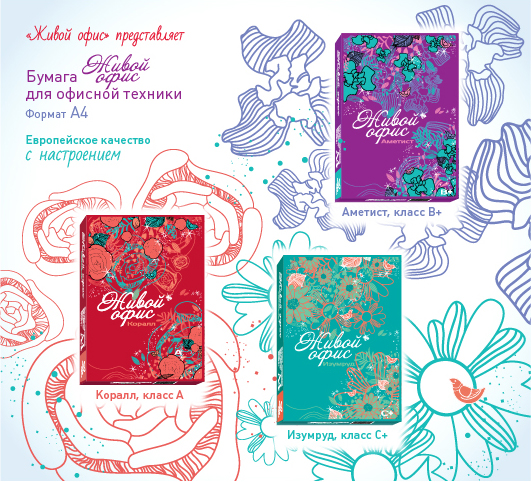 «Живой офис» представляет
Бумага Живой офис
для офисной техники
Формат А4
Европейское качество
с настроением
Живой
офис
Аметист
B+
Аметист, класс В+
Живой
офис
Коралл
Коралл, класс А
Живой
офис
Изумруд
C+
Изумруд, класс С+